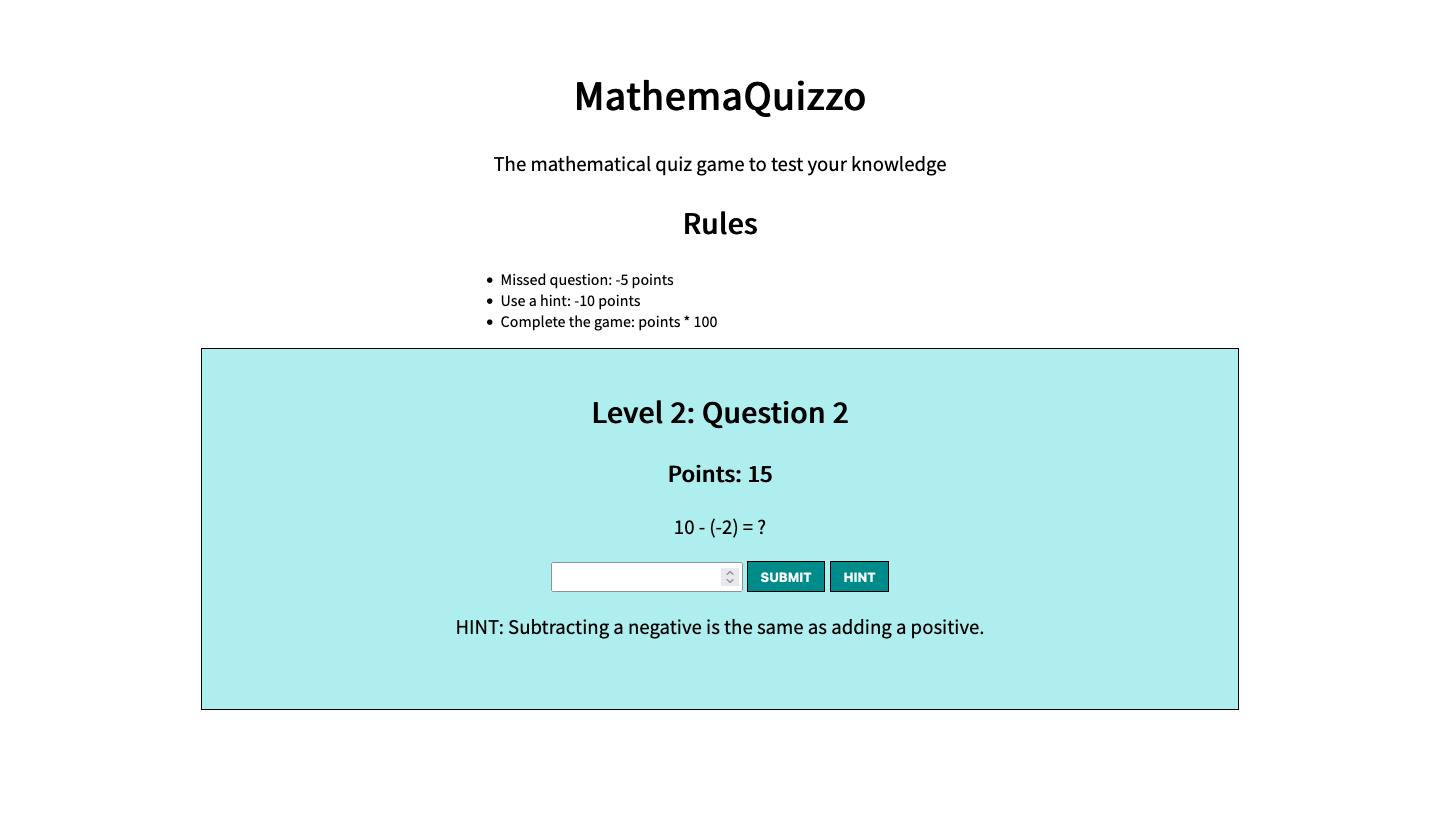 MathemaQuizzo
The mathematical quiz game to test your knowledge
Rules
• Missed question: -5 points
• Use a hint: -10 points
• Complete the game: points * 100
Level 2: Question 2
Points: 15
10 - (-2) = ?
SUBMIT HINT
HINT: Subtracting a negative is the same as adding a positive.